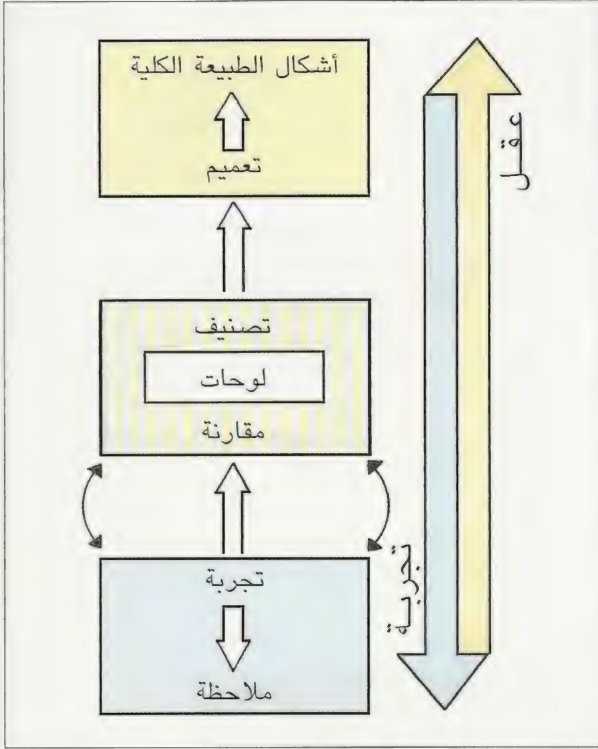 أشكال الطبيعة الكلية
تعميم
تصنيف
لوحات
مقارنة
تجربة
ملاحظة
عقل
تجربة